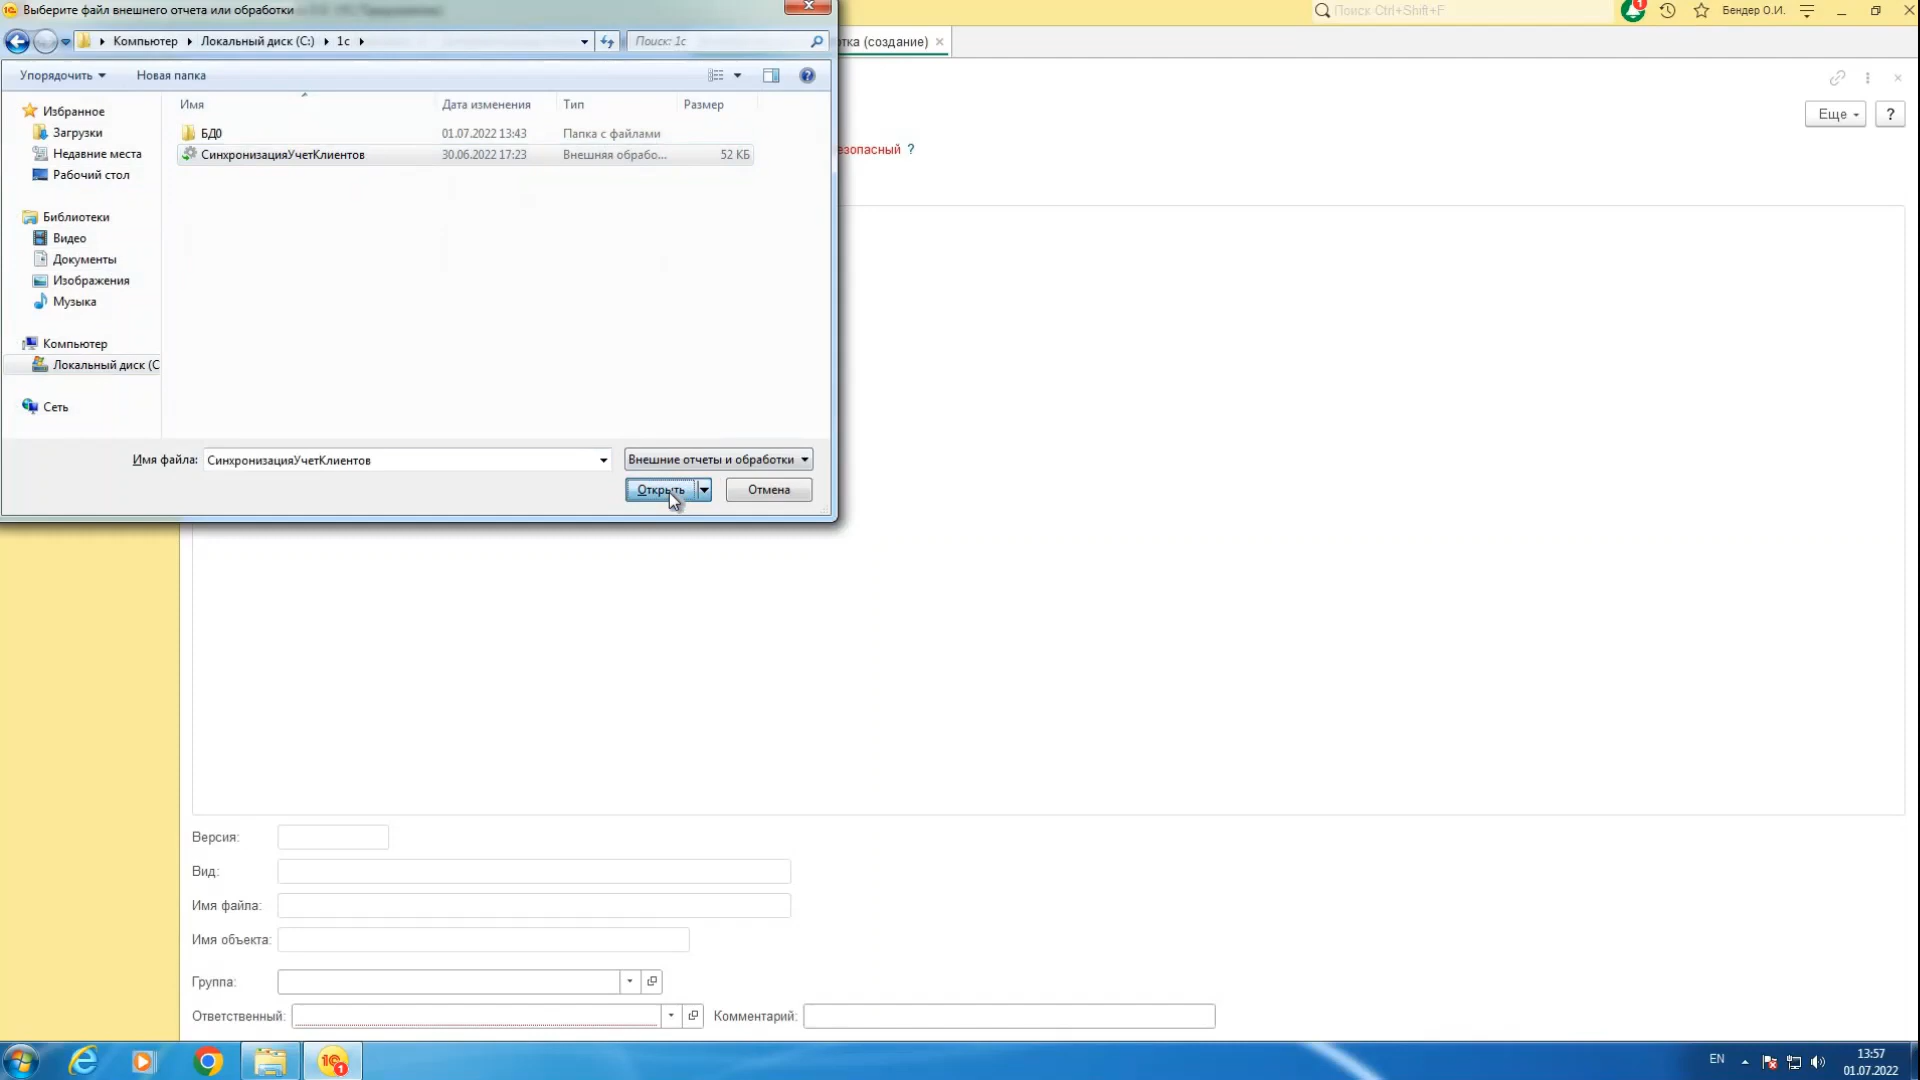 Выберите файл внешнего отчета или обработки
Поиск Ctrl+Shift+F
1
Бендер О.И.
Компьютер
Локальный диск (C:)
1с
Поиск: 1с
тка (создание)
Упорядочить
Новая папка
Еще
?
Имя
Дата изменения
Тип
Размер
Избранное
Загрузки
Недавние места
Рабочий стол
БД0
01.07.2022 13:43
Папка с файлами
СинхронизацияУчетКлиентов
30.06.2022 17:23
Внешняя обрабо...
52 КБ
езопасный ?
Библиотеки
Видео
Документы
Изображения
Музыка
Компьютер
Локальный диск (C
Сеть
Имя файла:
СинхронизацияУчетКлиентов
Внешние отчеты и обработки
Открыть
Отмена
Версия:
Вид:
Имя файла:
Имя объекта:
Группа:
Ответственный:
Комментарий:
EN
13:57
01.07.2022